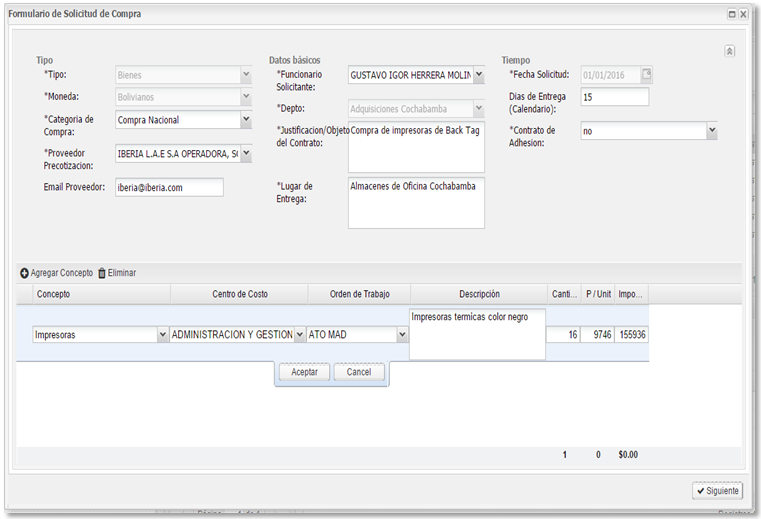 Formulario de Solicitud de Compra
Tipo
*Tipo: Bienes
*Moneda: Bolivianos
*Categoria de Compra: Compra Nacional
*Proveedor Precotizacion: IBERIA L.A.E S.A OPERADORA,
Email Proveedor: iberia@iberia.com
Datos básicos
*Funcionario Solicitante: GUSTAVO IGOR HERRERA MOLIN
*Depto: Adquisiciones Cochabamba
*Justificacion/Objeto del Contrato: Compra de impresoras de Back Tag
*Lugar de Entrega: Almacenes de Oficina Cochabamba
Tiempo
*Fecha Solicitud: 01/01/2016
Dias de Entrega (Calendario): 15
*Contrato de Adhesion: no
Agregar Concepto Eliminar
Concepto Centro de Costo Orden de Trabajo Descripción Canti... P / Unit Impo...
Impresoras ADMINISTRACION Y GESTION ATO MAD Impresoras termicas color negro 16 9746 155936
Aceptar Cancel
1 0 $0.00
Siguiente